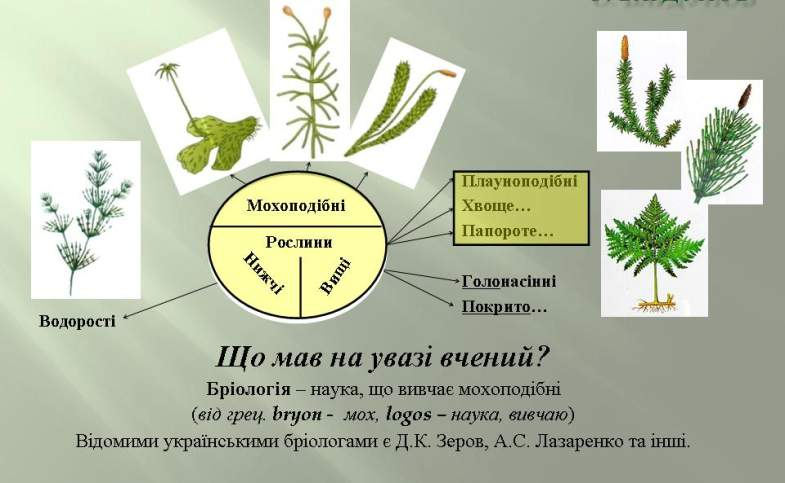 Мохоподібні
Рослини
Нижчі
Вищі
Водорості
Плауноподібні
Хвоще…
Папороте…
Голонасінні
Покрито…
Що мав на увазі вчений?
Бріологія – наука, що вивчає мохоподібні
(від грец. bryon - мох, logos – наука, вивчаю)
Відомими українськими бріологами є Д.К. Зеров, А.С. Лазаренко та інші.